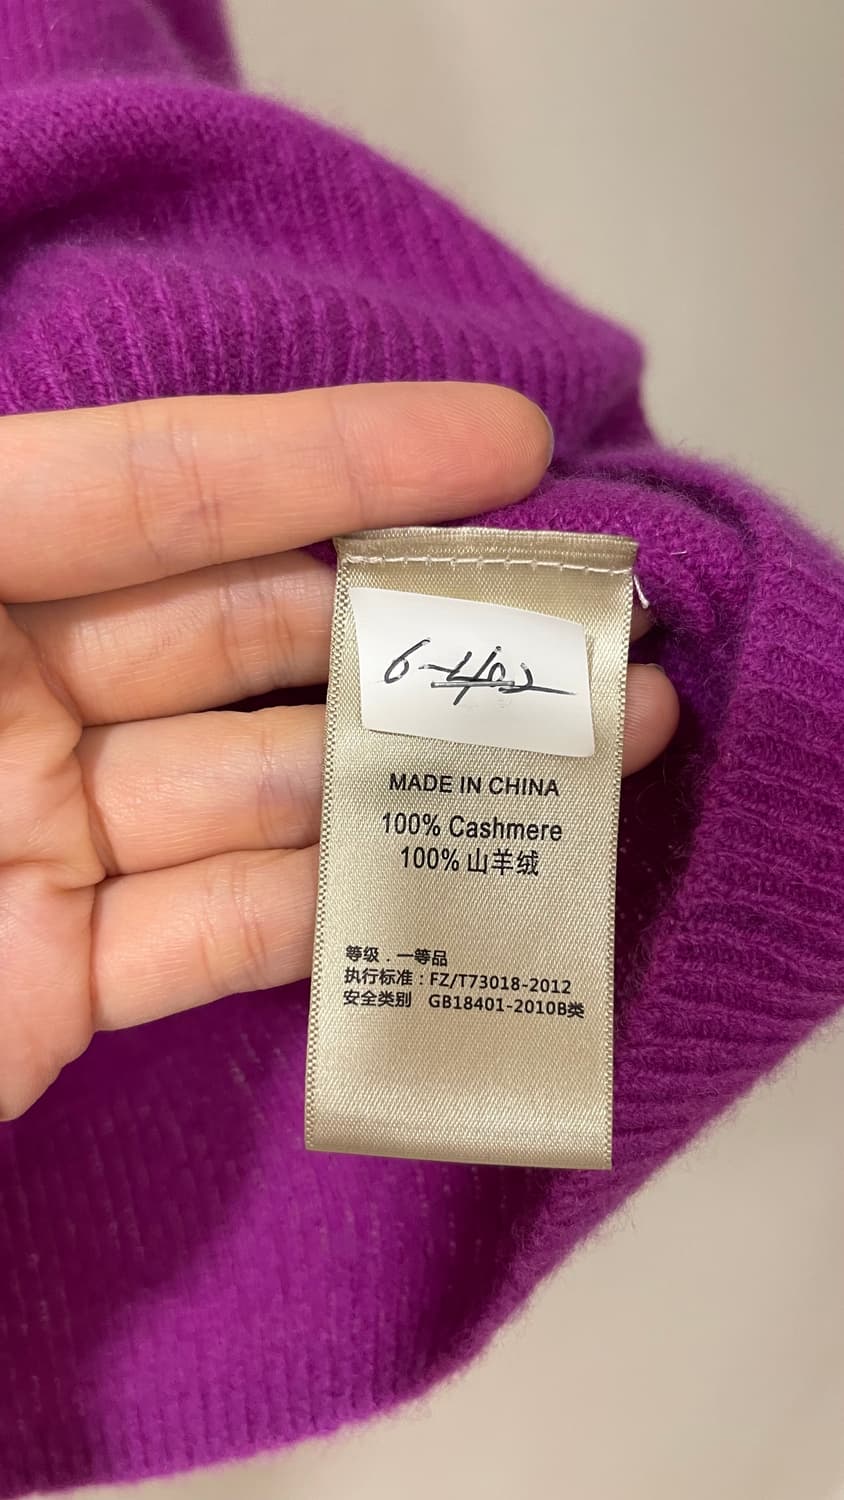 MADE IN CHINA
100% Cashmere
100% 山羊绒
等级．一等品
执行标准：FZ/T73018-2012
安全类别 GB18401-2010B类